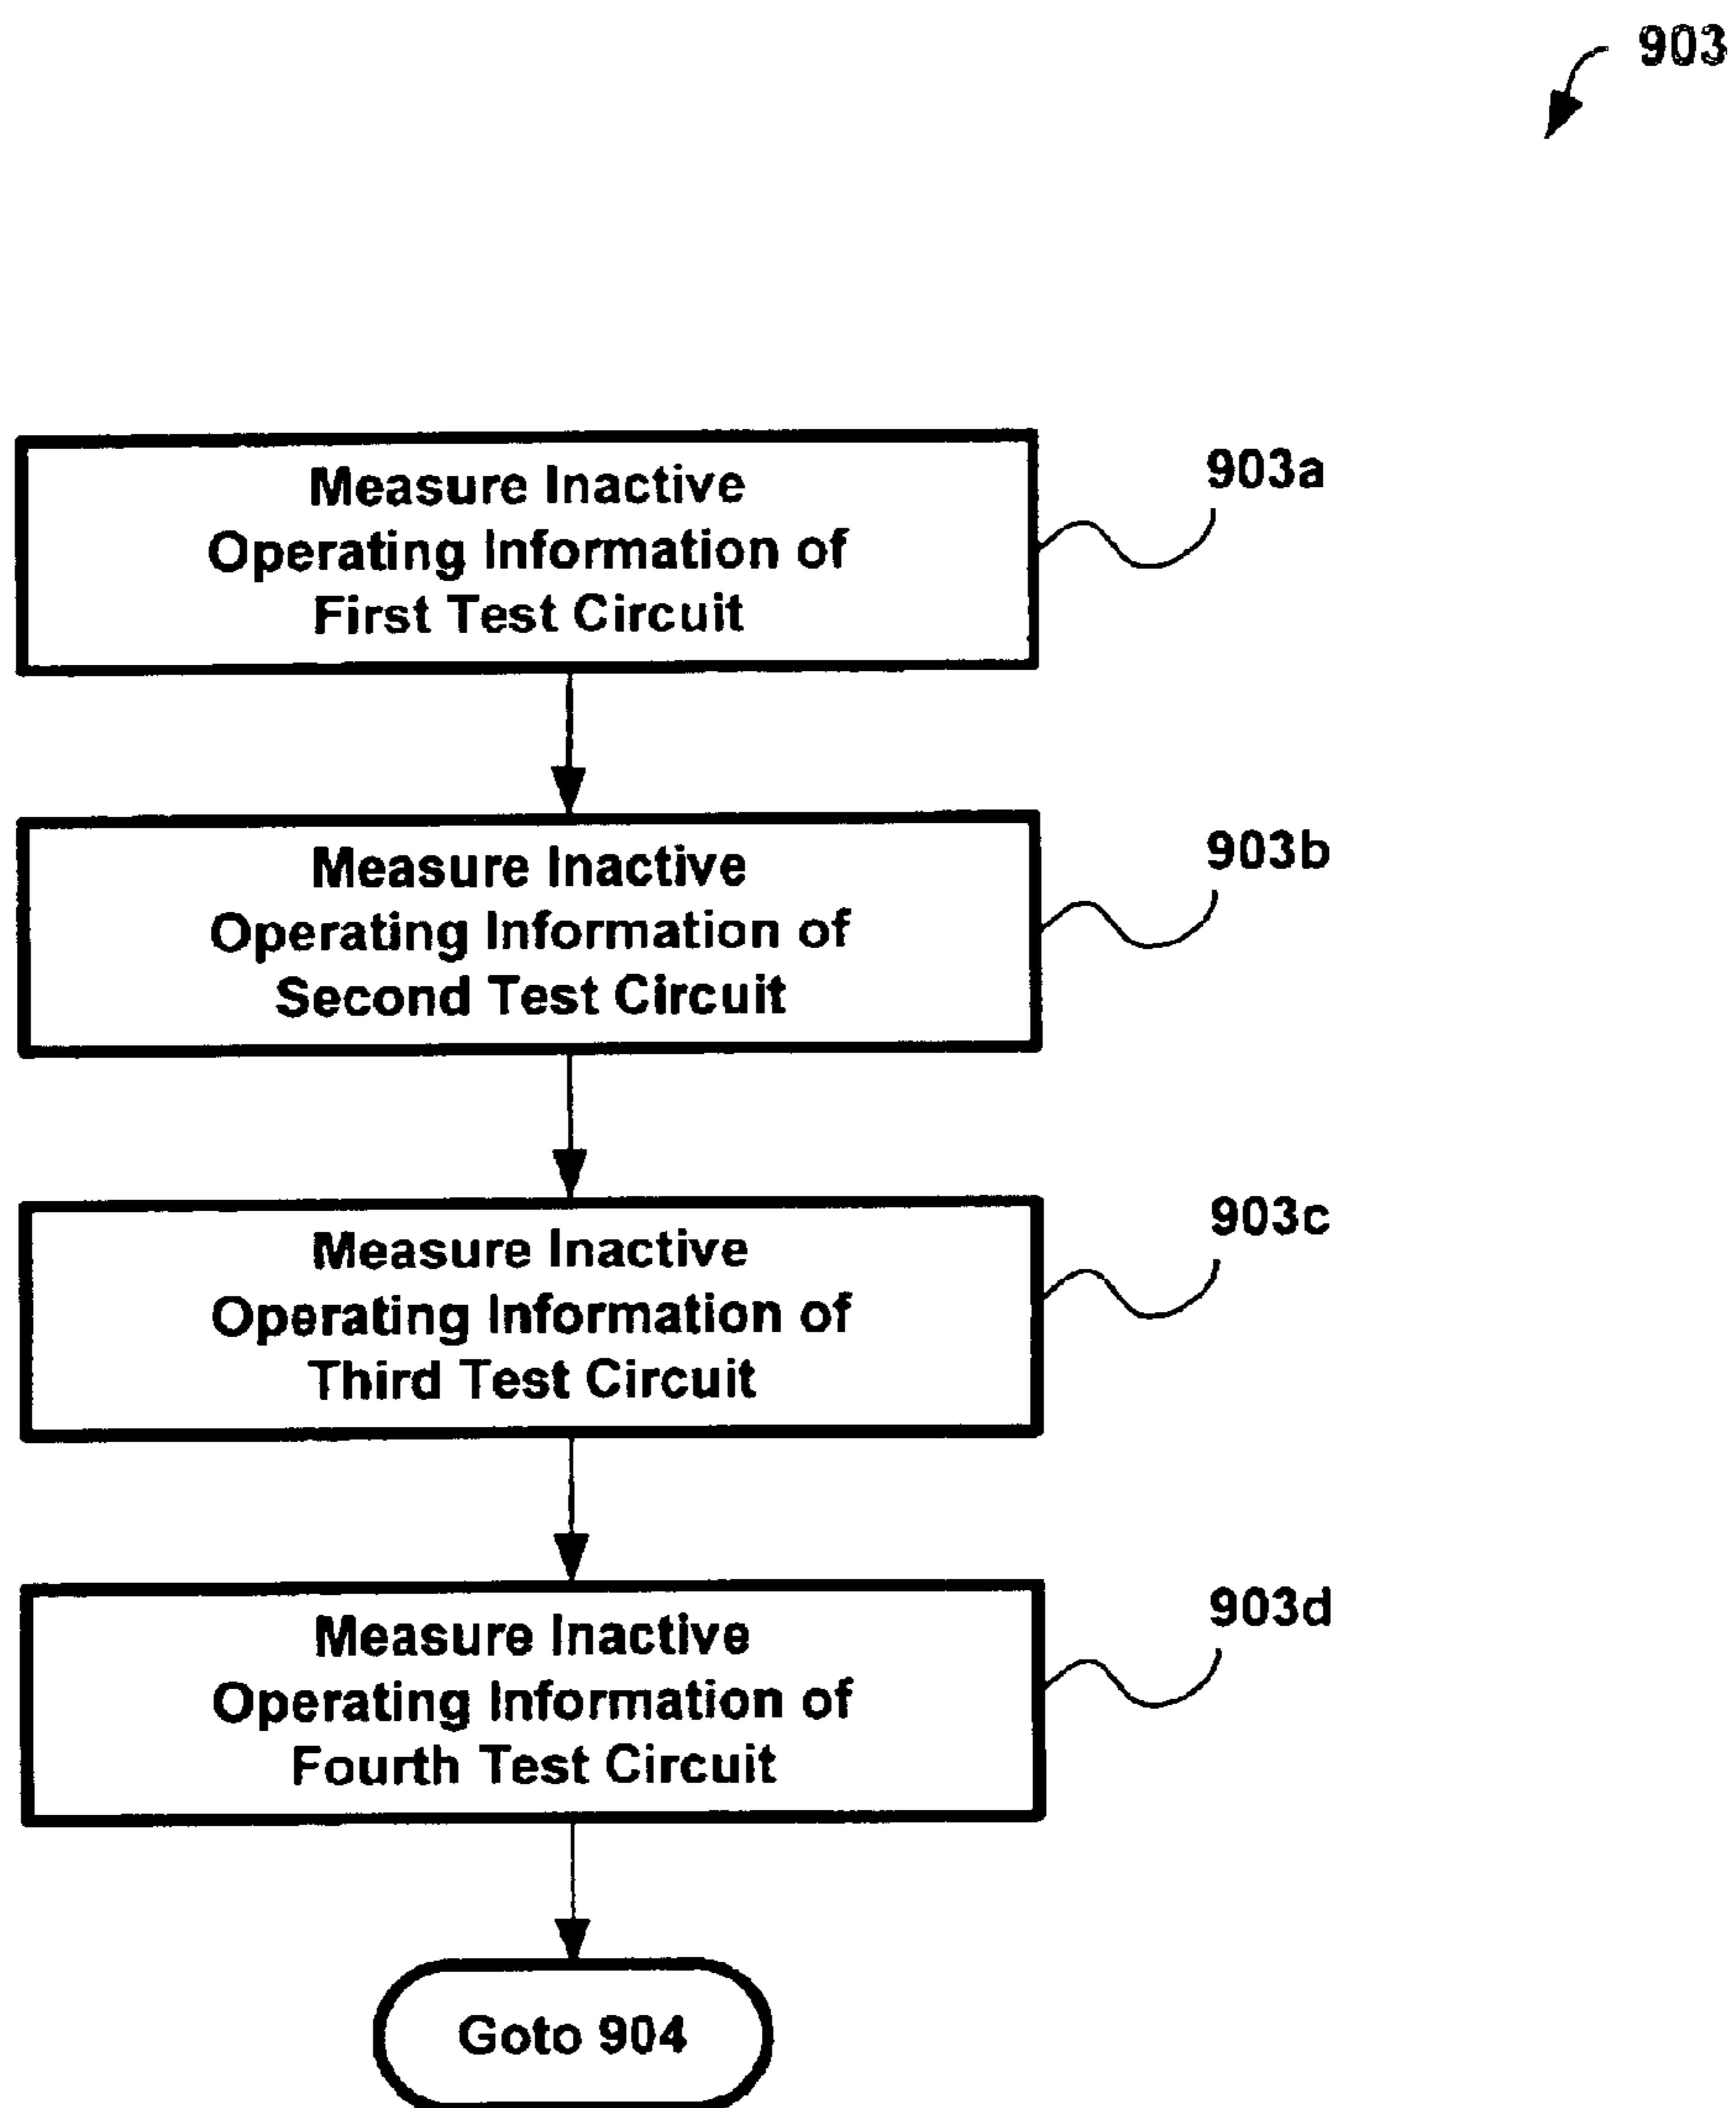 903
Measure Inactive
Operating Information of
First Test Circuit
903a
Measure Inactive
Operating Information of
Second Test Circuit
903b
Measure Inactive
Operating Information of
Third Test Circuit
903c
Measure Inactive
Operating Information of
Fourth Test Circuit
903d
Goto 904